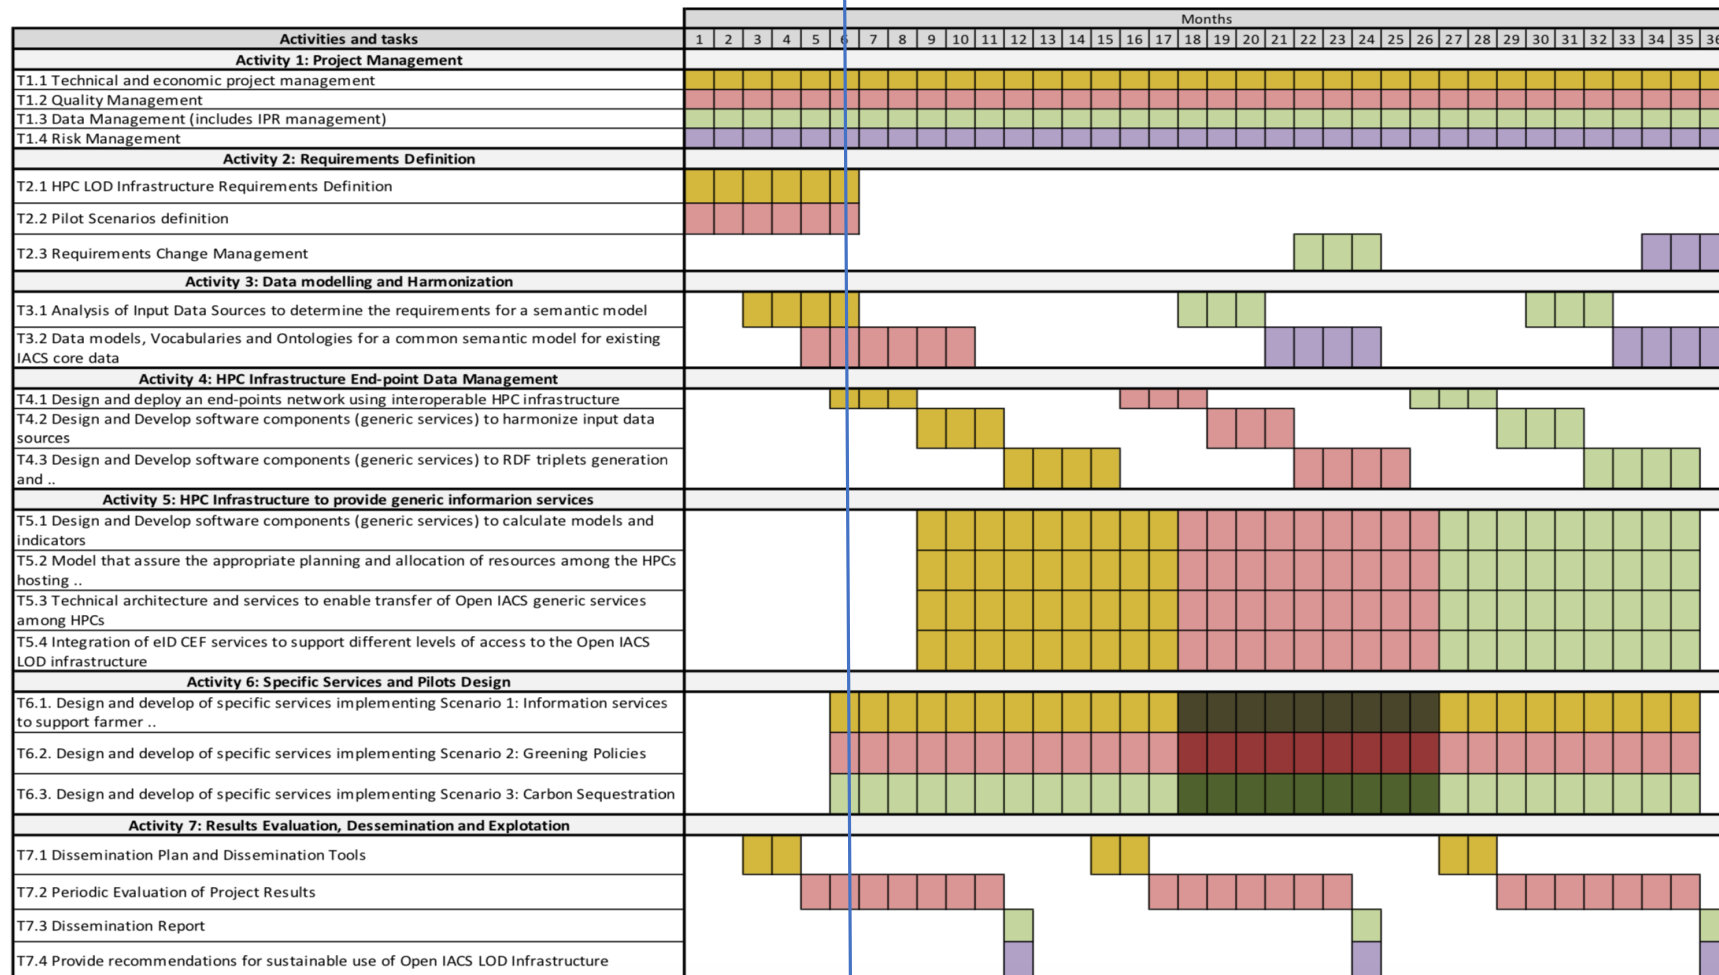 Months
Activities and tasks 1 2 3 4 5 6 7 8 9 10 11 12 13 14 15 16 17 18 19 20 21 22 23 24 25 26 27 28 29 30 31 32 33 34 35 36
Activity 1: Project Management
T1.1 Technical and economic project management
T1.2 Quality Management
T1.3 Data Management (includes IPR management)
T1.4 Risk Management
Activity 2: Requirements Definition
T2.1 HPC LOD Infrastructure Requirements Definition
T2.2 Pilot Scenarios definition
T2.3 Requirements Change Management
Activity 3: Data modelling and Harmonization
T3.1 Analysis of Input Data Sources to determine the requirements for a semantic model
T3.2 Data models, Vocabularies and Ontologies for a common semantic model for existing
IACS core data
Activity 4: HPC Infrastructure End-point Data Management
T4.1 Design and deploy an end-points network using interoperable HPC infrastructure
T4.2 Design and Develop software components (generic services) to harmonize input data
sources
T4.3 Design and Develop software components (generic services) to RDF triplets generation
and ..
Activity 5: HPC Infrastructure to provide generic informarion services
T5.1 Design and Develop software components (generic services) to calculate models and
indicators
T5.2 Model that assure the appropriate planning and allocation of resources among the HPCs
hosting ..
T5.3 Technical architecture and services to enable transfer of Open IACS generic services
among HPCs
T5.4 Integration of eID CEF services to support different levels of access to the Open IACS
LOD infrastructure
Activity 6: Specific Services and Pilots Design
T6.1. Design and develop of specific services implementing Scenario 1: Information services
to support farmer ..
T6.2. Design and develop of specific services implementing Scenario 2: Greening Policies
T6.3. Design and develop of specific services implementing Scenario 3: Carbon Sequestration
Activity 7: Results Evaluation, Dessemination and Explotation
T7.1 Dissemination Plan and Dissemination Tools
T7.2 Periodic Evaluation of Project Results
T7.3 Dissemination Report
T7.4 Provide recommendations for sustainable use of Open IACS LOD Infrastructure